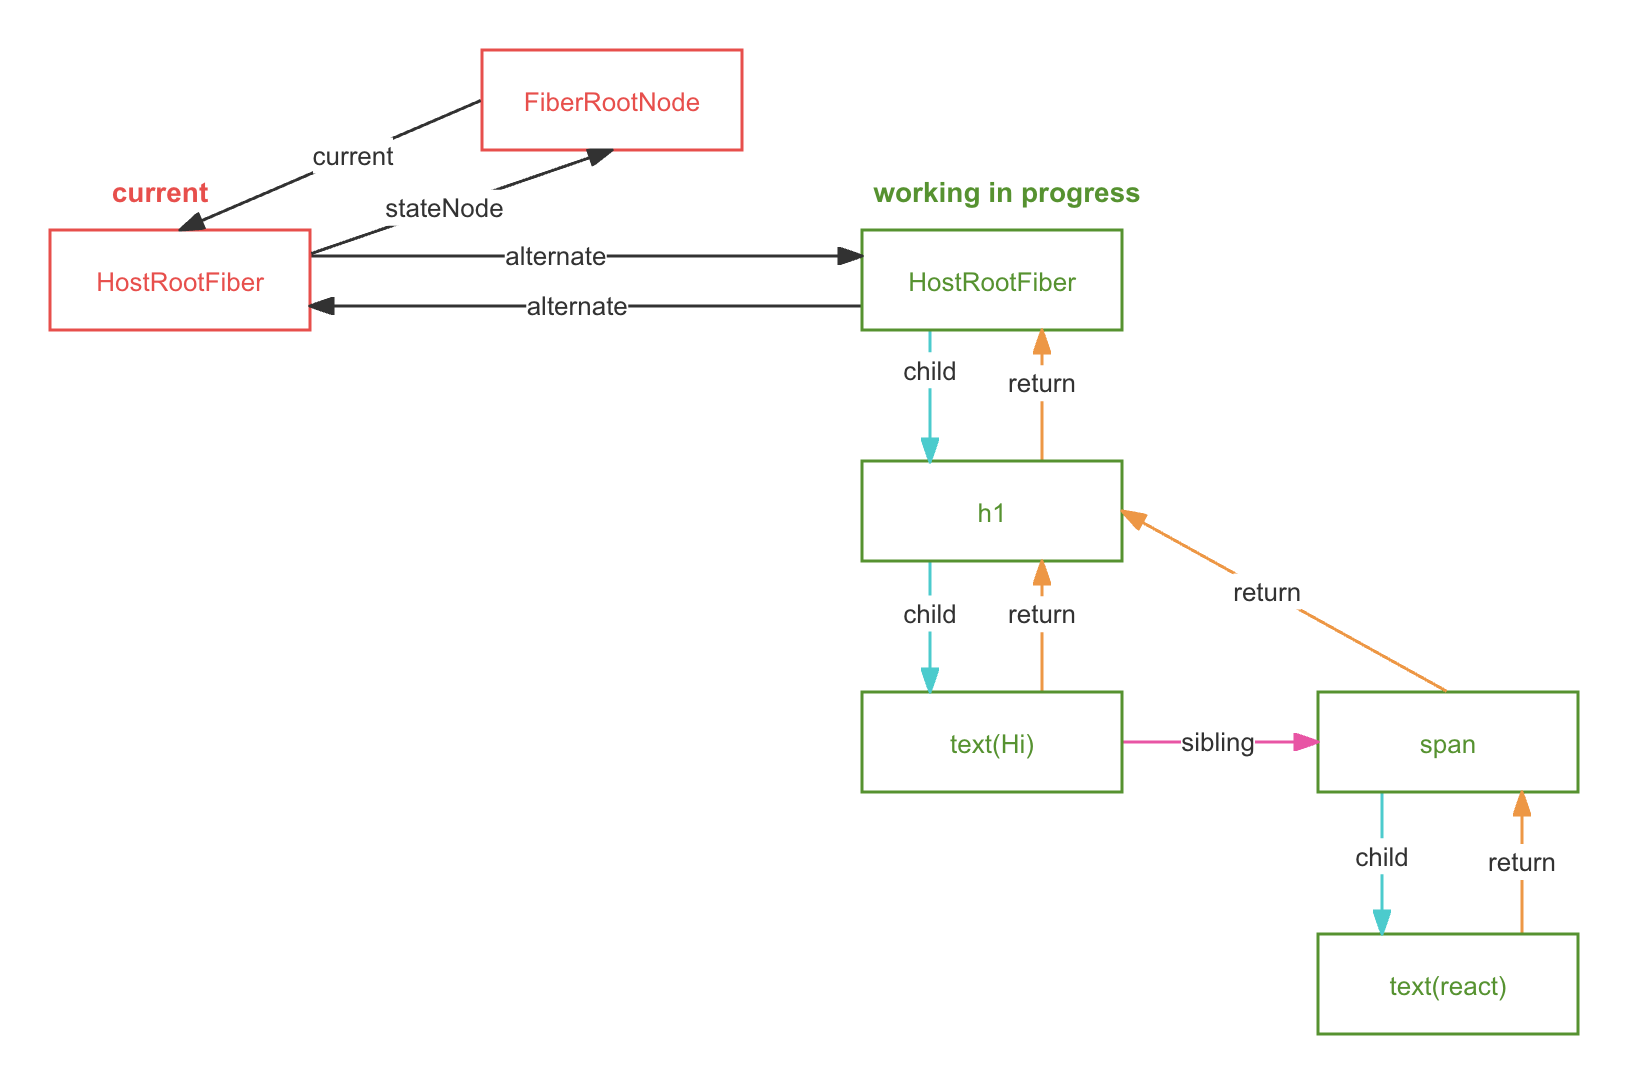 FiberRootNode
current
current
stateNode
working in progress
HostRootFiber
alternate
HostRootFiber
alternate
child
return
h1
return
child
return
text(Hi)
sibling
span
child
return
text(react)